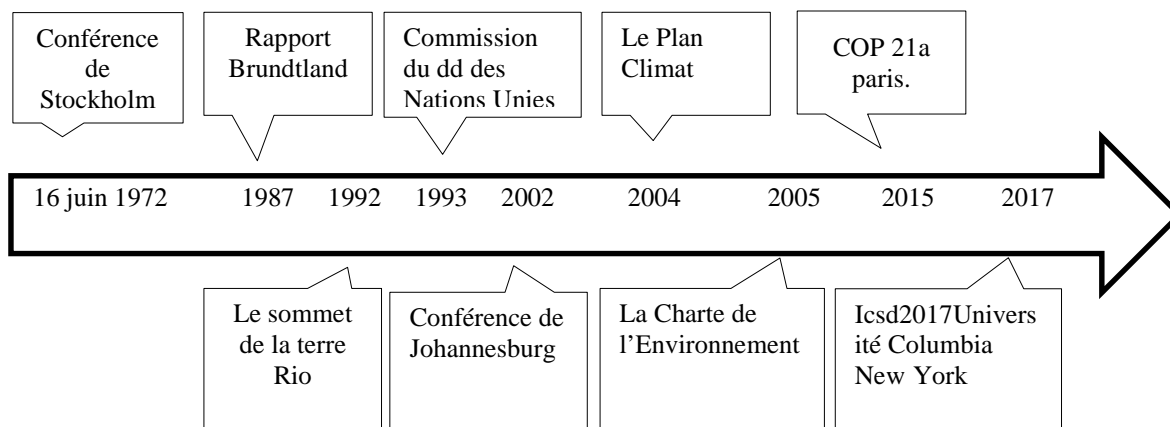 Conférence
de
Stockholm
Rapport
Brundtland
Commission
du dd des
Nations Unies
Le Plan
Climat
COP 21a
paris.
16 juin 1972
1987
1992
1993
2002
2004
2005
2015
2017
Le sommet
de la terre
Rio
Conférence de
Johannesburg
La Charte de
l’Environnement
Icsd2017Univers
ité Columbia
New York